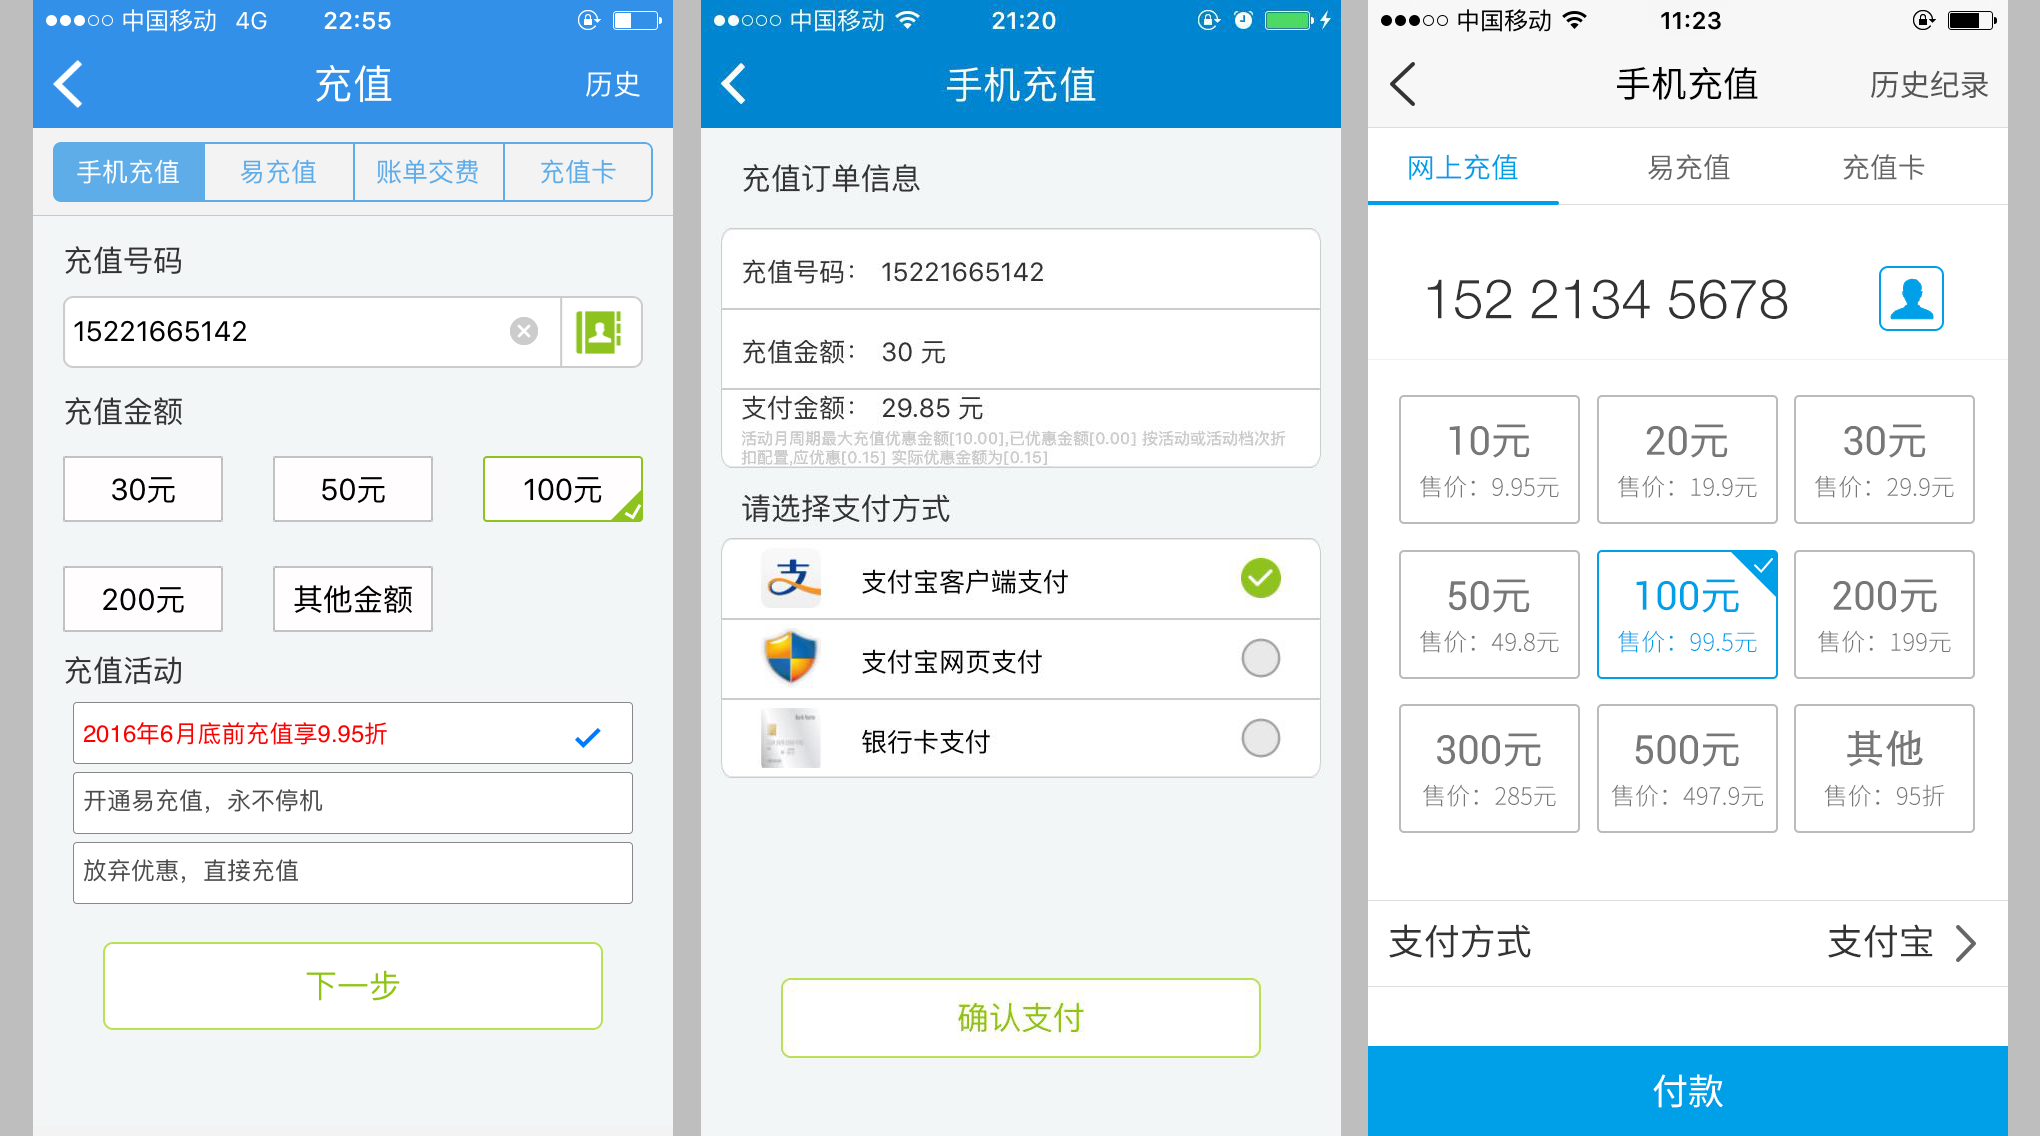 中国移动 4G 22:55
充值 历史
手机充值 易充值 账单交费 充值卡
充值号码
15221665142
充值金额
30元 50元 100元
200元 其他金额
充值活动
2016年6月底前充值享9.95折
开通易充值，永不停机
放弃优惠，直接充值
下一步
中国移动 21:20
手机充值
充值订单信息
充值号码： 15221665142
充值金额： 30 元
支付金额： 29.85 元
活动月周期最大充值优惠金额[10.00],已优惠金额[0.00] 按活动或活动档次折
扣配置,应优惠[0.15] 实际优惠金额为[0.15]
请选择支付方式
支 支付宝客户端支付
支付宝网页支付
银行卡支付
确认支付
中国移动 11:23
手机充值 历史纪录
网上充值 易充值 充值卡
152 2134 5678
10元 20元 30元
售价：9.95元 售价：19.9元 售价：29.9元
50元 100元 200元
售价：49.8元 售价：99.5元 售价：199元
300元 500元 其他
售价：285元 售价：497.9元 售价：95折
支付方式 支付宝
付款